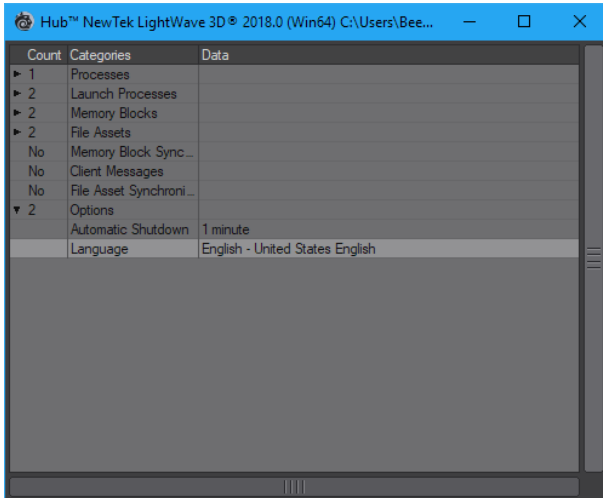 Hub™ NewTek LightWave 3D® 2018.0 (Win64) C:\Users\Bee...
Count Categories Data
1 Processes
2 Launch Processes
2 Memory Blocks
2 File Assets
No Memory Block Sync...
No Client Messages
No File Asset Synchroni...
2 Options
Automatic Shutdown 1 minute
Language English - United States English